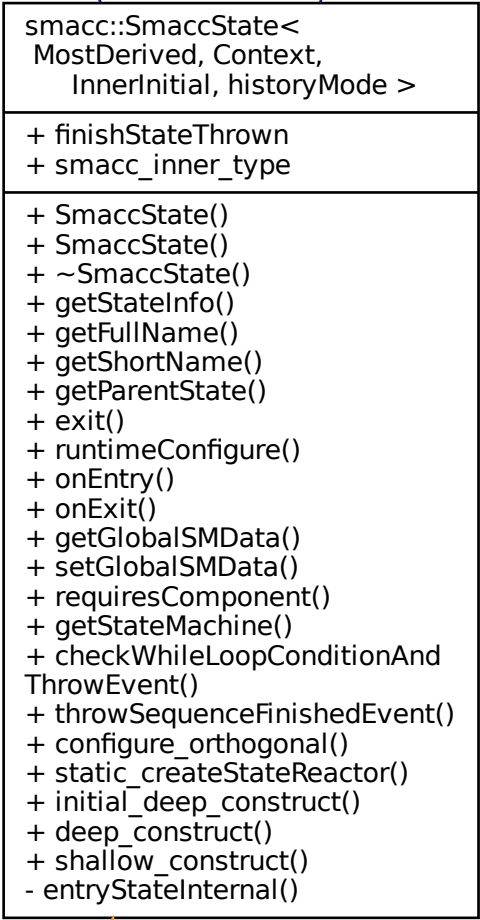 smacc::SmaccState<
MostDerived, Context,
InnerInitial, historyMode >
+ finishStateThrown
+ smacc_inner_type
+ SmaccState()
+ SmaccState()
+ ~SmaccState()
+ getStateInfo()
+ getFullName()
+ getShortName()
+ getParentState()
+ exit()
+ runtimeConfigure()
+ onEntry()
+ onExit()
+ getGlobalSMData()
+ setGlobalSMData()
+ requiresComponent()
+ getStateMachine()
+ checkWhileLoopConditionAnd
ThrowEvent()
+ throwSequenceFinishedEvent()
+ configure_orthogonal()
+ static_createStateReactor()
+ initial_deep_construct()
+ deep_construct()
+ shallow_construct()
- entryStateInternal()